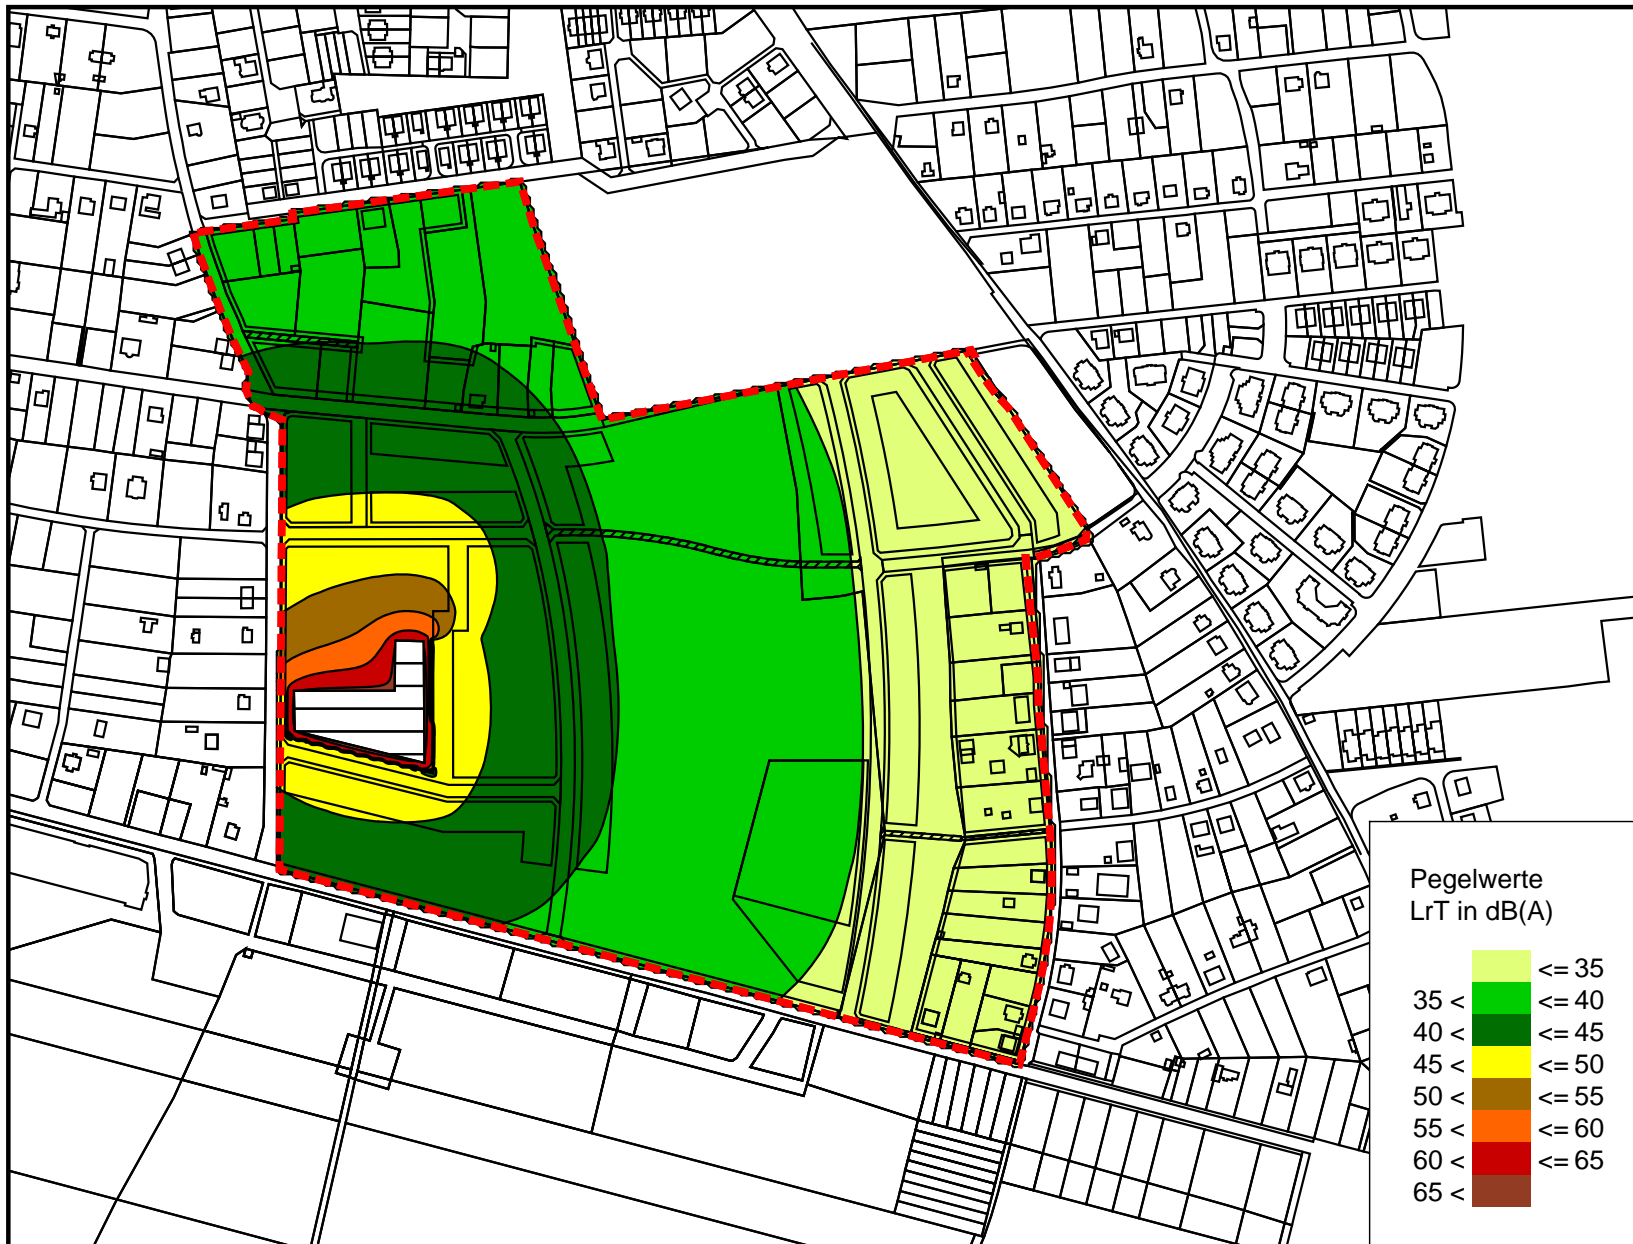 Pegelwerte
LrT in dB(A)
<= 35
35 < <= 40
40 < <= 45
45 < <= 50
50 < <= 55
55 < <= 60
60 < <= 65
65 <